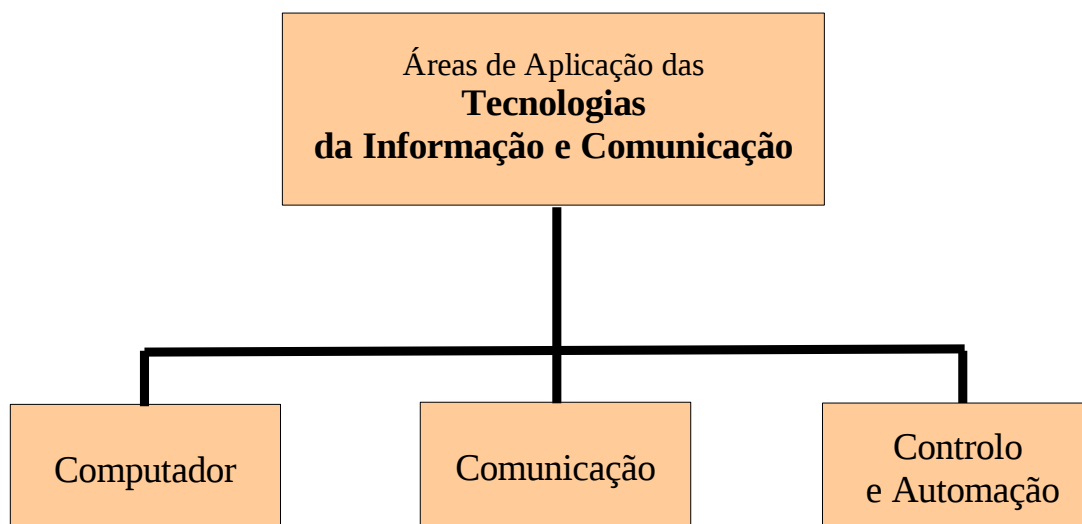 Áreas de Aplicação das
Tecnologias
da Informação e Comunicação
Computador
Comunicação
Controlo
e Automação